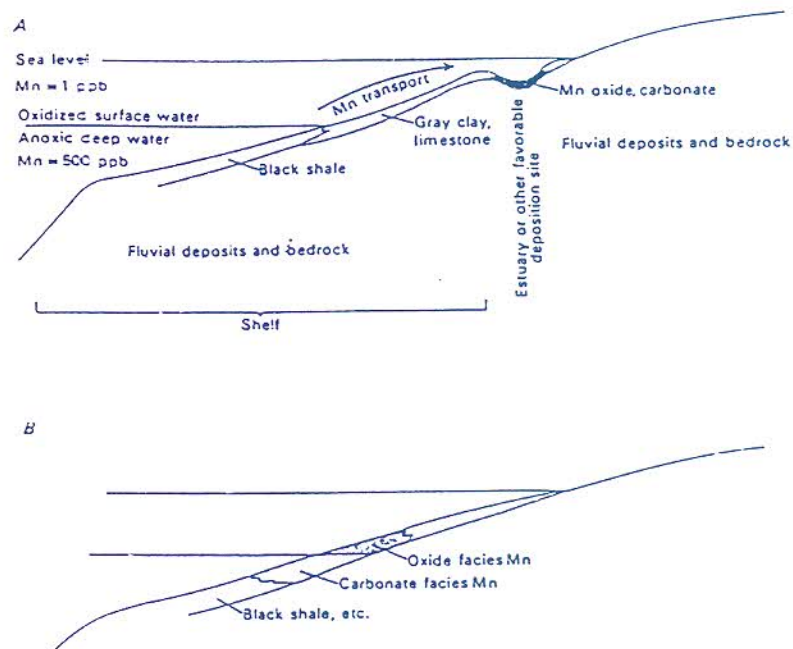 A
Sea level
Mn = 1 ppb
Mn transport
Oxidized surface water
Anoxic deep water
Mn = 500 ppb
Mn oxide, carbonate
Gray clay,
limestone
Fluvial deposits and bedrock
Black shale
Estuary or other favorable
deposition site
Fluvial deposits and bedrock
Shelf
B
Oxide facies Mn
Carbonate facies Mn
Black shale, etc.